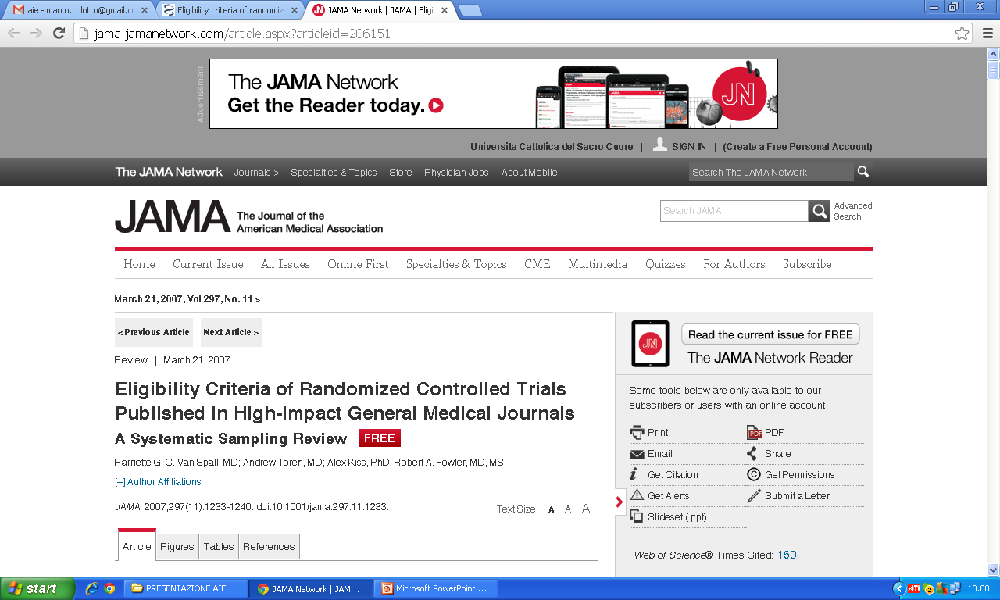 aie - marco.colotto@gmail.cc
Eligibility criteria of randomiz
JAMA Network | JAMA | Eligil
jama.jamanetwork.com/article.aspx?articleid=206151
Advertisement
The JAMA Network
Get the Reader today.
JN
Universita Cattolica del Sacro Cuore | SIGN IN | (Create a Free Personal Account)
The JAMA Network Journals > Specialties & Topics Store Physician Jobs About Mobile Search The JAMA Network
JAMA The Journal of the
American Medical Association
Search JAMA
Advanced
Search
Home Current Issue All Issues Online First Specialties & Topics CME Multimedia Quizzes For Authors Subscribe
March 21, 2007, Vol 297, No. 11 >
< Previous Article Next Article >
Review | March 21, 2007
Eligibility Criteria of Randomized Controlled Trials
Published in High-Impact General Medical Journals
A Systematic Sampling Review FREE
Harriette G. C. Van Spall, MD; Andrew Toren, MD; Alex Kiss, PhD; Robert A. Fowler, MD, MS
[+] Author Affiliations
JAMA. 2007;297(11):1233-1240. doi:10.1001/jama.297.11.1233.
Text Size: A A A
Article Figures Tables References
JN
Read the current issue for FREE
The JAMA Network Reader
Some tools below are only available to our
subscribers or users with an online account.
Print PDF
Email Share
Get Citation Get Permissions
Get Alerts Submit a Letter
Slideset (.ppt)
Web of Science® Times Cited: 159
start PRESENTAZIONE AIE JAMA Network | JAM... Microsoft PowerPoint ... ATI 2 10.08